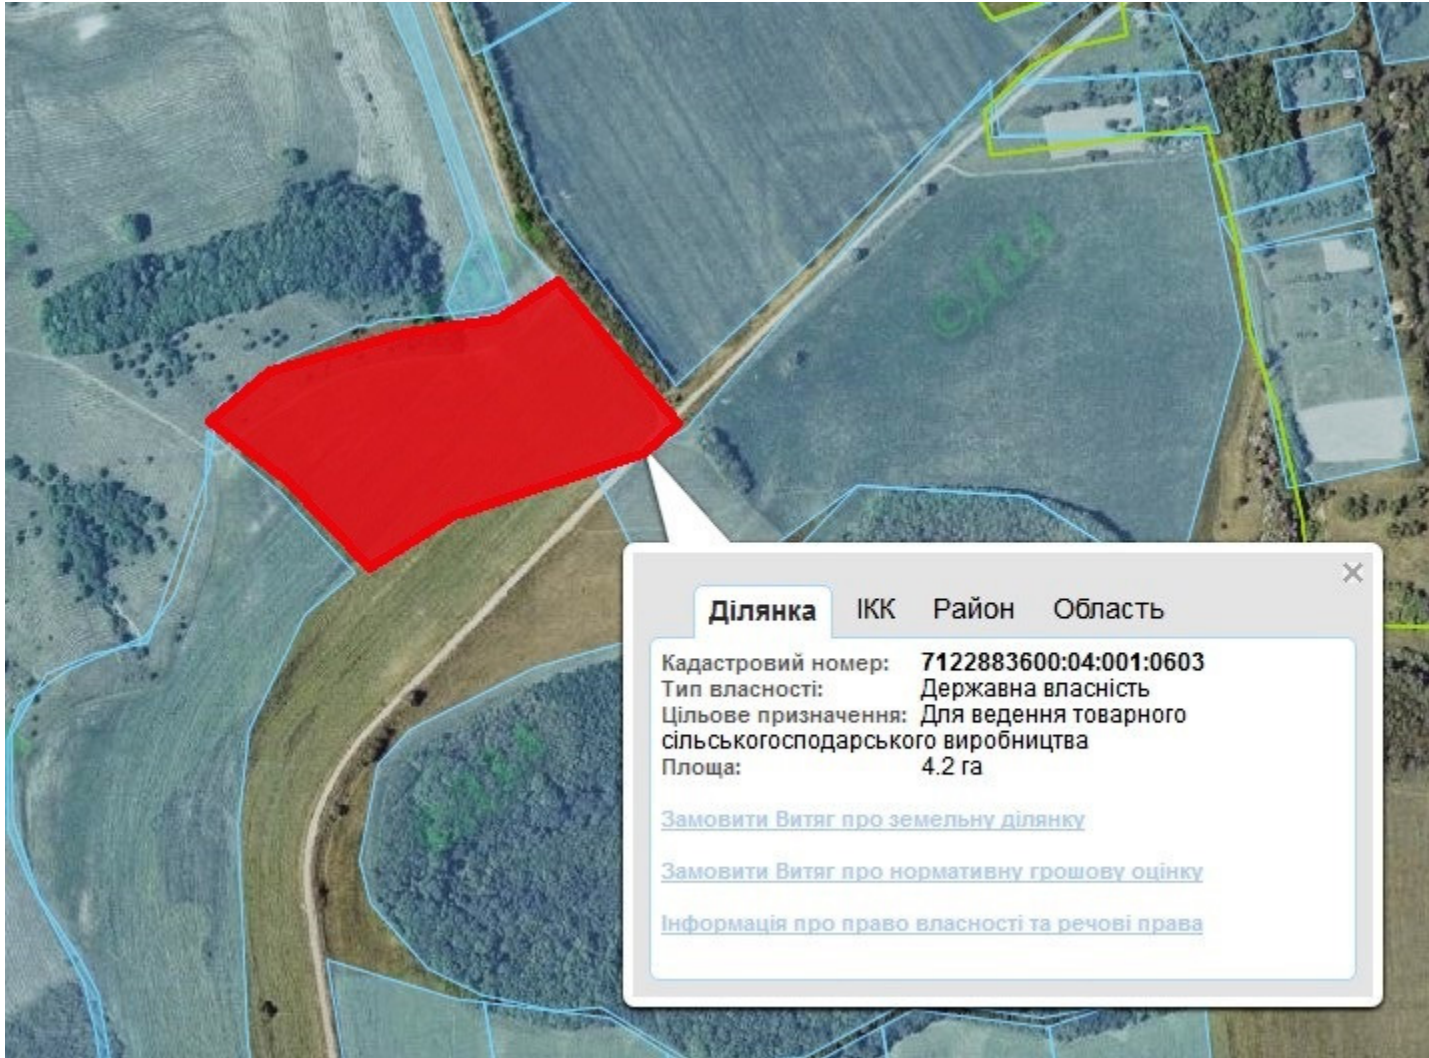 ©ДЗА
Ділянка ІКК Район Область
Кадастровий номер: 7122883600:04:001:0603
Тип власності: Державна власність
Цільове призначення: Для ведення товарного
сільськогосподарського виробництва
Площа: 4.2 га
Замовити Витяг про земельну ділянку
Замовити Витяг про нормативну грошову оцінку
Інформація про право власності та речові права